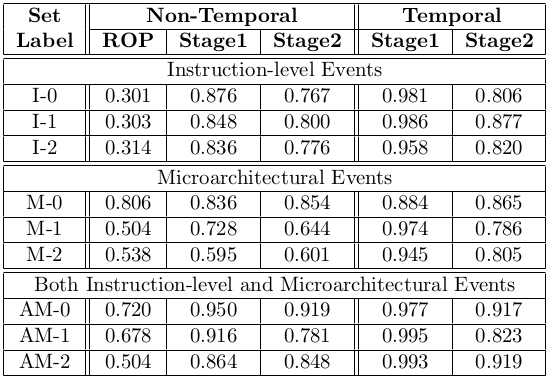 Set Non-Temporal Temporal
Label ROP Stage1 Stage2 Stage1 Stage2
Instruction-level Events
I-0 0.301 0.876 0.767 0.981 0.806
I-1 0.303 0.848 0.800 0.986 0.877
I-2 0.314 0.836 0.776 0.958 0.820
Microarchitectural Events
M-0 0.806 0.836 0.854 0.884 0.865
M-1 0.504 0.728 0.644 0.974 0.786
M-2 0.538 0.595 0.601 0.945 0.805
Both Instruction-level and Microarchitectural Events
AM-0 0.720 0.950 0.919 0.977 0.917
AM-1 0.678 0.916 0.781 0.995 0.823
AM-2 0.504 0.864 0.848 0.993 0.919